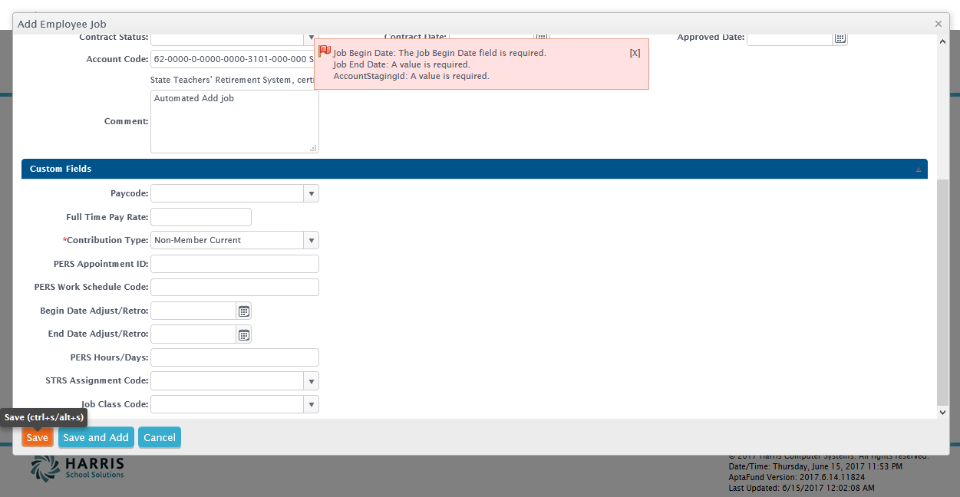 Add Employee Job
Contract Status:
Contract Date:
Approved Date:
Job Begin Date: The Job Begin Date field is required. [X]
Job End Date: A value is required.
AccountStagingId: A value is required.
Account Code: 62-0000-0-0000-0000-3101-000-000 S
State Teachers' Retirement System, certi
Automated Add job
Comment:
Custom Fields
Paycode:
Full Time Pay Rate:
*Contribution Type: Non-Member Current
PERS Appointment ID:
PERS Work Schedule Code:
Begin Date Adjust/Retro:
End Date Adjust/Retro:
PERS Hours/Days:
STRS Assignment Code:
Job Class Code:
Save (ctrl+s/alt+s)
Save Save and Add Cancel
HARRIS
School Solutions
© 2017 Harris Computer Systems. All rights reserved.
Date/Time: Thursday, June 15, 2017 11:53 PM
AptaFund Version: 2017.6.14.11824
Last Updated: 6/15/2017 12:02:08 AM